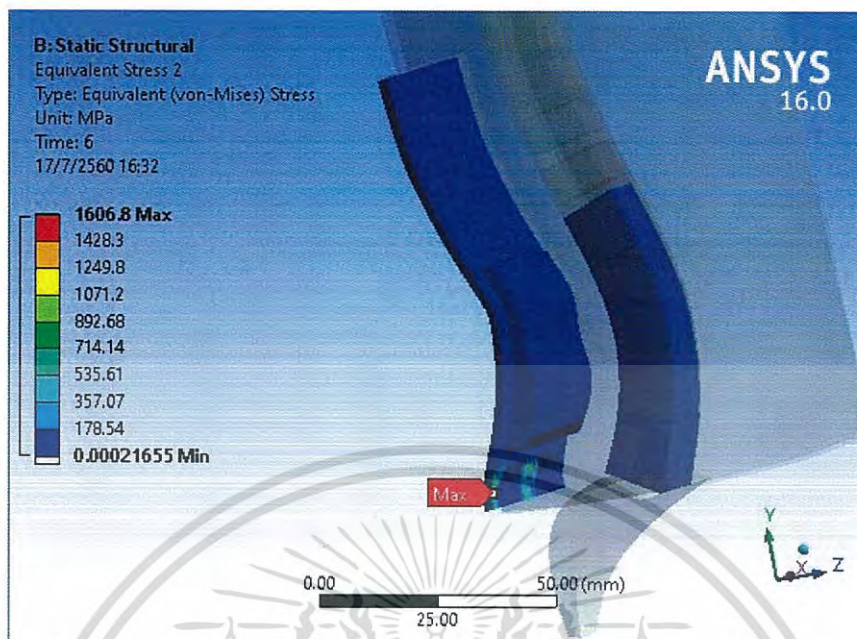 B: Static Structural
Equivalent Stress 2
Type: Equivalent (von-Mises) Stress
Unit: MPa
Time: 6
17/7/2560 16:32
ANSYS
16.0
1606.8 Max
1428.3
1249.8
1071.2
892.68
714.14
535.61
357.07
178.54
0.00021655 Min
Max
0.00
50.00 (mm)
25.00
Y
X
Z